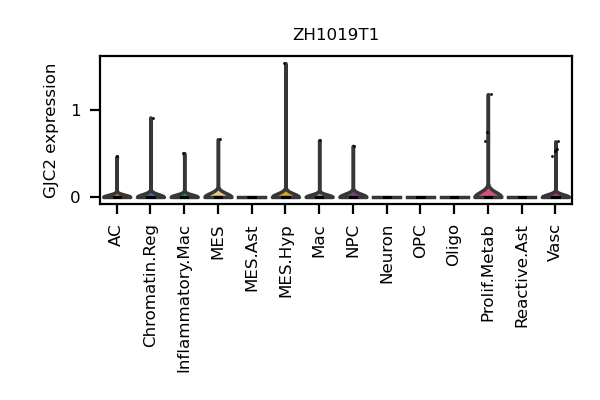 ZH1019T1
GJC2 expression
1
0
AC
Chromatin.Reg
Inflammatory.Mac
MES
MES.Ast
MES.Hyp
Mac
NPC
Neuron
OPC
Oligo
Prolif.Metab
Reactive.Ast
Vasc